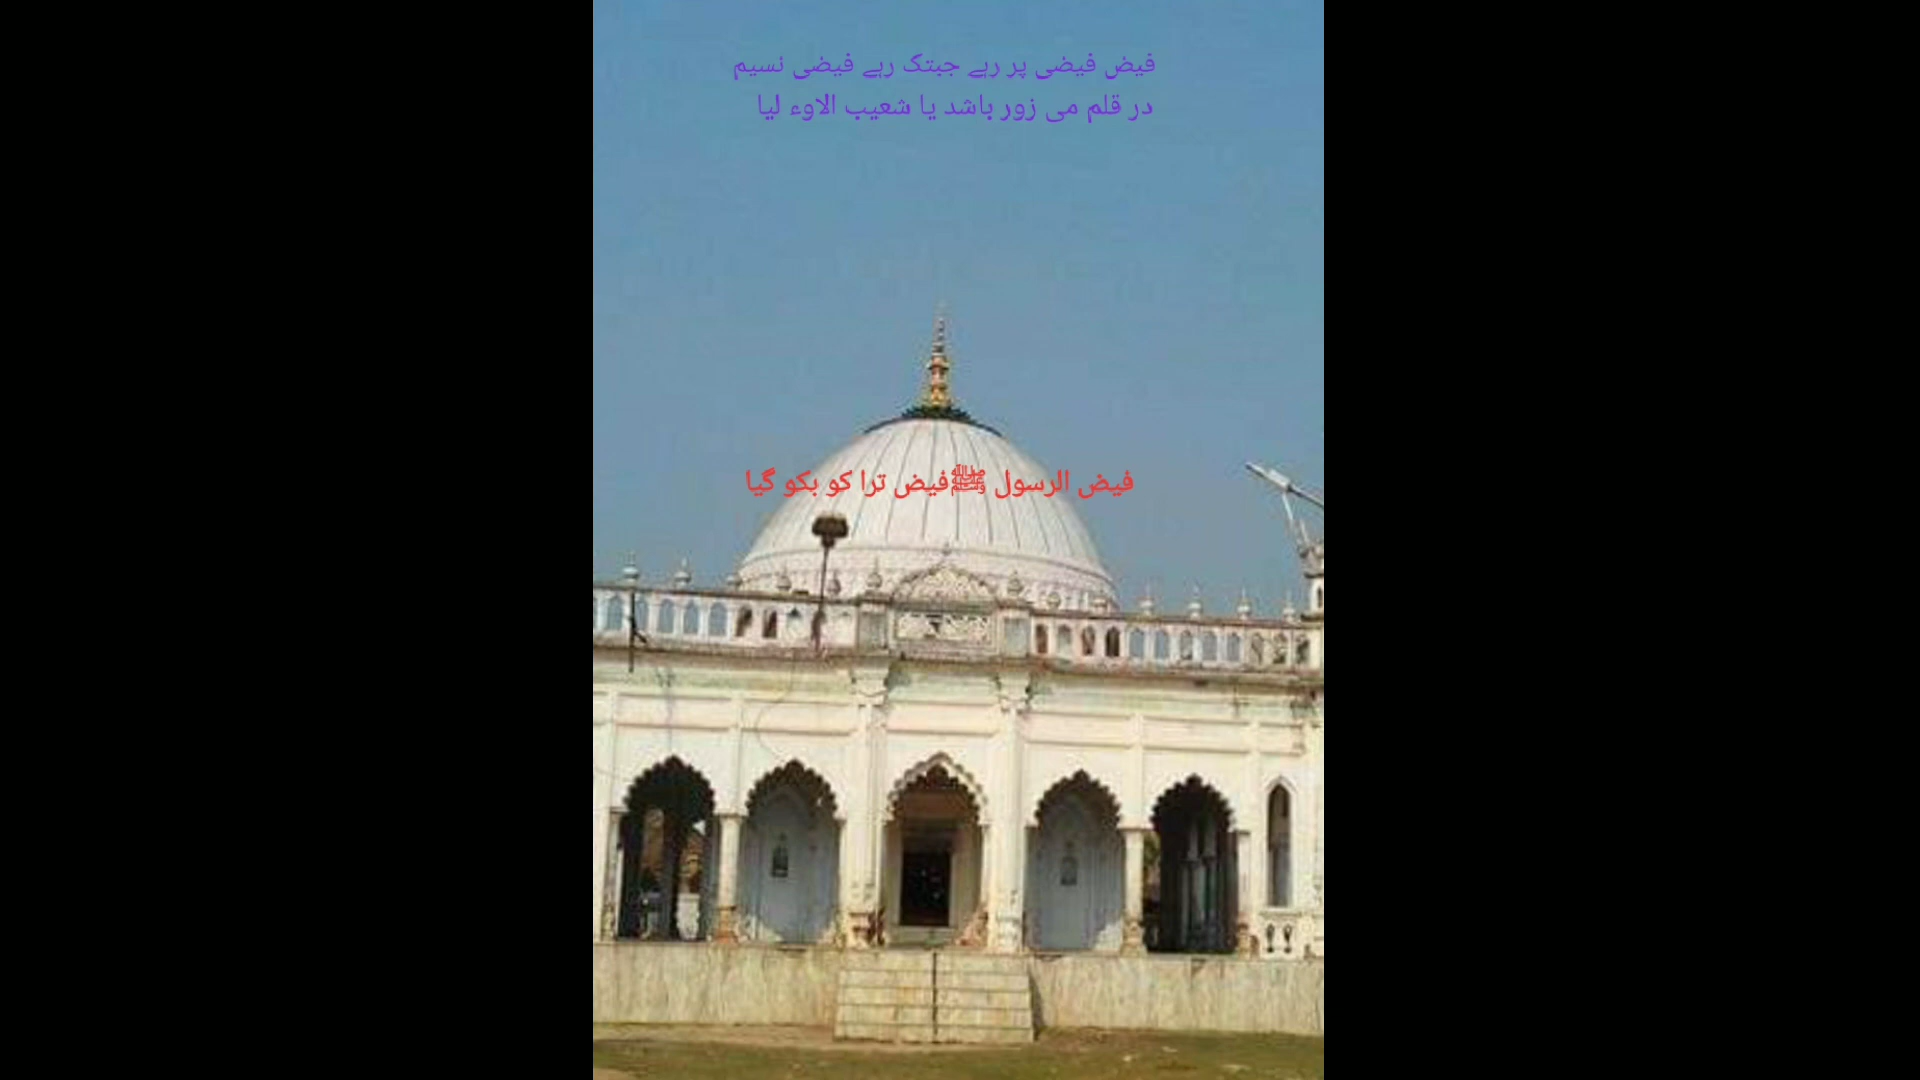 فیض فیضی پر رہے جبتک رہے فیضی نسیم
در قلم می زور باشد یا شعیب الاوء لیا
فیض الرسول ﷺفیض ترا کو بکو گیا